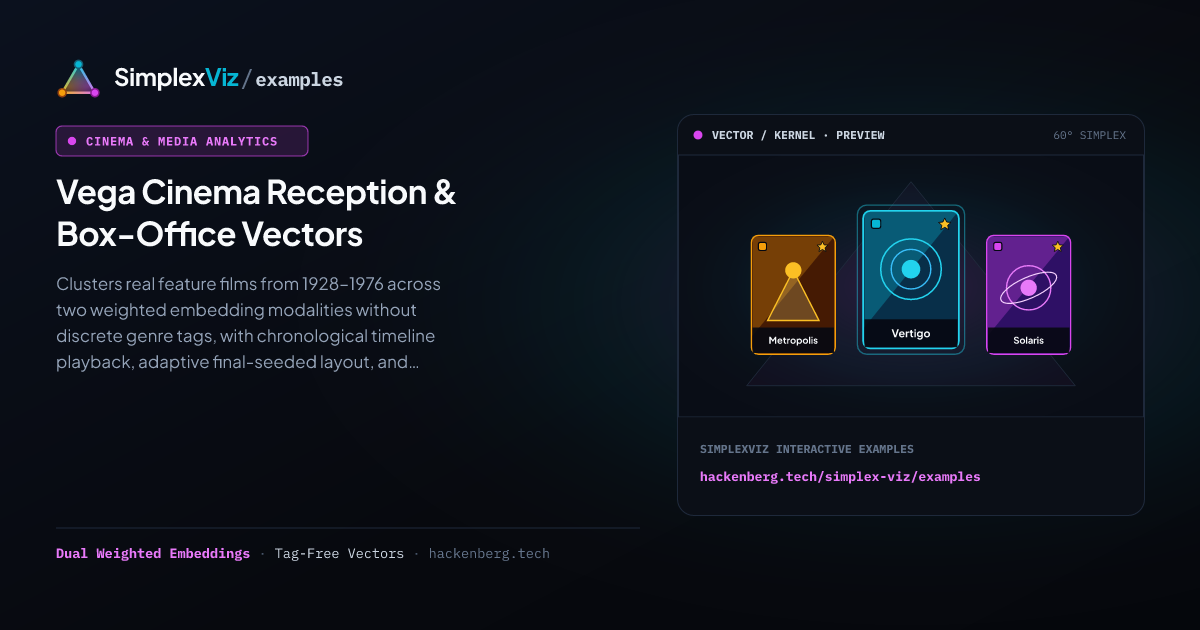 SimplexViz/examples
CINEMA & MEDIA ANALYTICS
Vega Cinema Reception &
Box-Office Vectors
Clusters real feature films from 1928–1976 across
two weighted embedding modalities without
discrete genre tags, with chronological timeline
playback, adaptive final-seeded layout, and…
Dual Weighted Embeddings · Tag-Free Vectors · hackenberg.tech
VECTOR / KERNEL · PREVIEW
60° SIMPLEX
Metropolis
Vertigo
Solaris
SIMPLEXVIZ INTERACTIVE EXAMPLES
hackenberg.tech/simplex-viz/examples